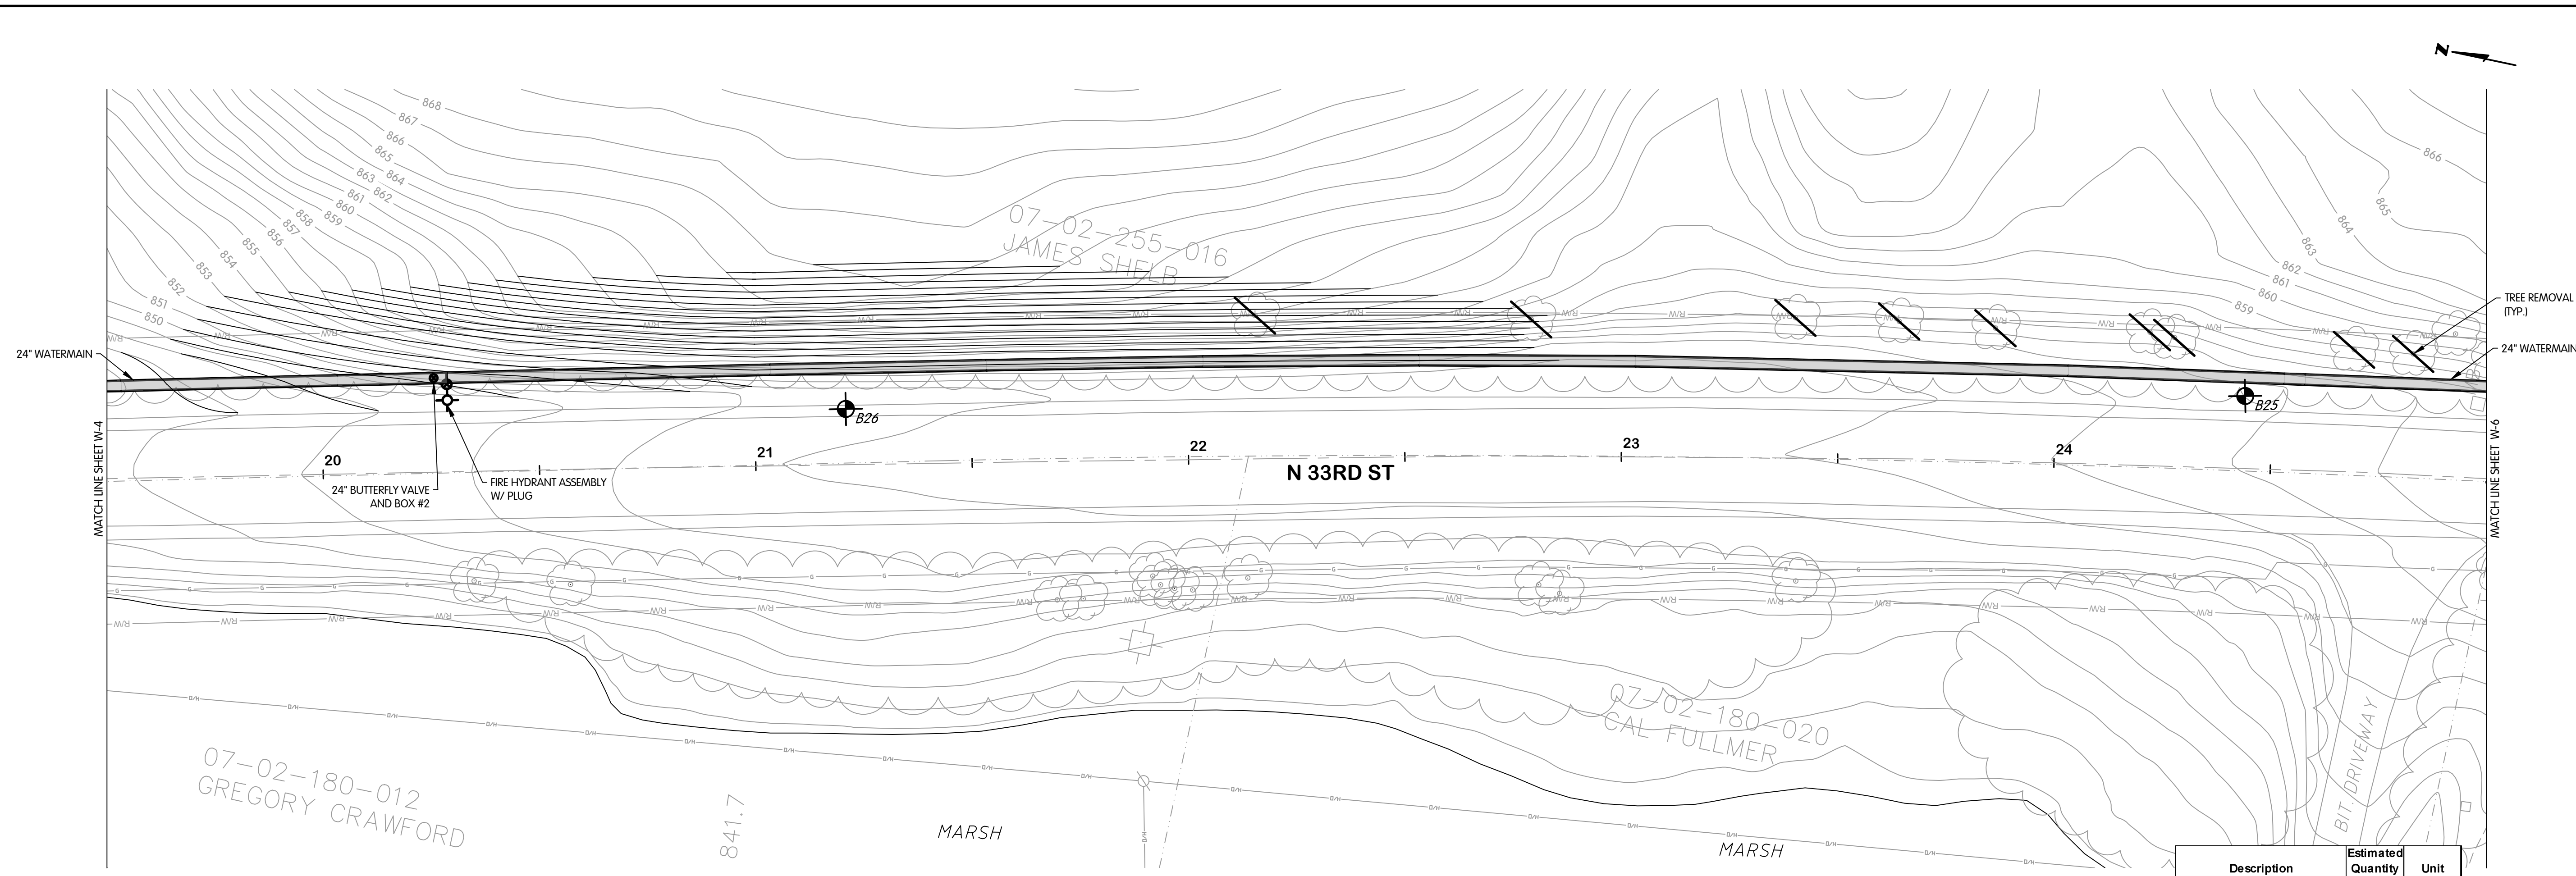 N
868
867
866
865
864
863
862
861
860
859
858
857
856
855
854
853
852
851
850
866
865
864
863
862
861
860
859
07-02-255-016
JAMES SHELB
TREE REMOVAL
(TYP.)
24" WATERMAIN
24" WATERMAIN
R/W
B26
B25
MATCH LINE SHEET W-4
MATCH LINE SHEET W-6
20
21
22
23
24
N 33RD ST
24" BUTTERFLY VALVE
AND BOX #2
FIRE HYDRANT ASSEMBLY
W/ PLUG
G
R/W
07-02-180-020
CAL FULLMER
07-02-180-012
GREGORY CRAWFORD
841.7
MARSH
MARSH
BIT. DRIVEWAY
Description
Estimated
Quantity
Unit